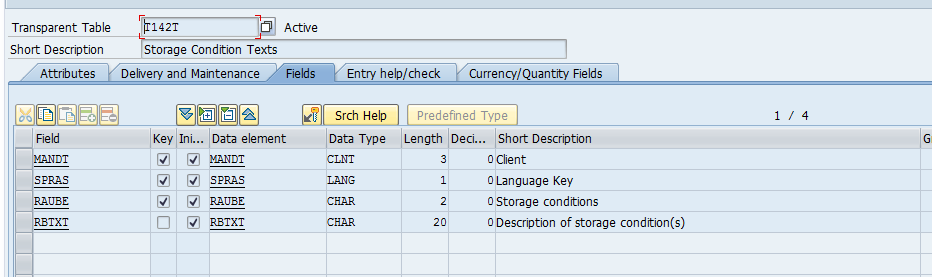 Transparent Table T142T Active
Short Description Storage Condition Texts
Attributes Delivery and Maintenance Fields Entry help/check Currency/Quantity Fields
Srch Help Predefined Type 1 / 4
Field Key Ini... Data element Data Type Length Deci... Short Description G
MANDT MANDT CLNT 3 0 Client
SPRAS SPRAS LANG 1 0 Language Key
RAUBE RAUBE CHAR 2 0 Storage conditions
RBTXT RBTXT CHAR 20 0 Description of storage condition(s)